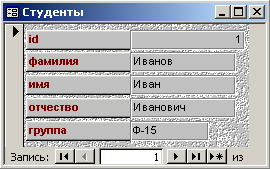 Студенты
id 1
фамилия Иванов
имя Иван
отчество Иванович
группа Ф-15
Запись: 1 из